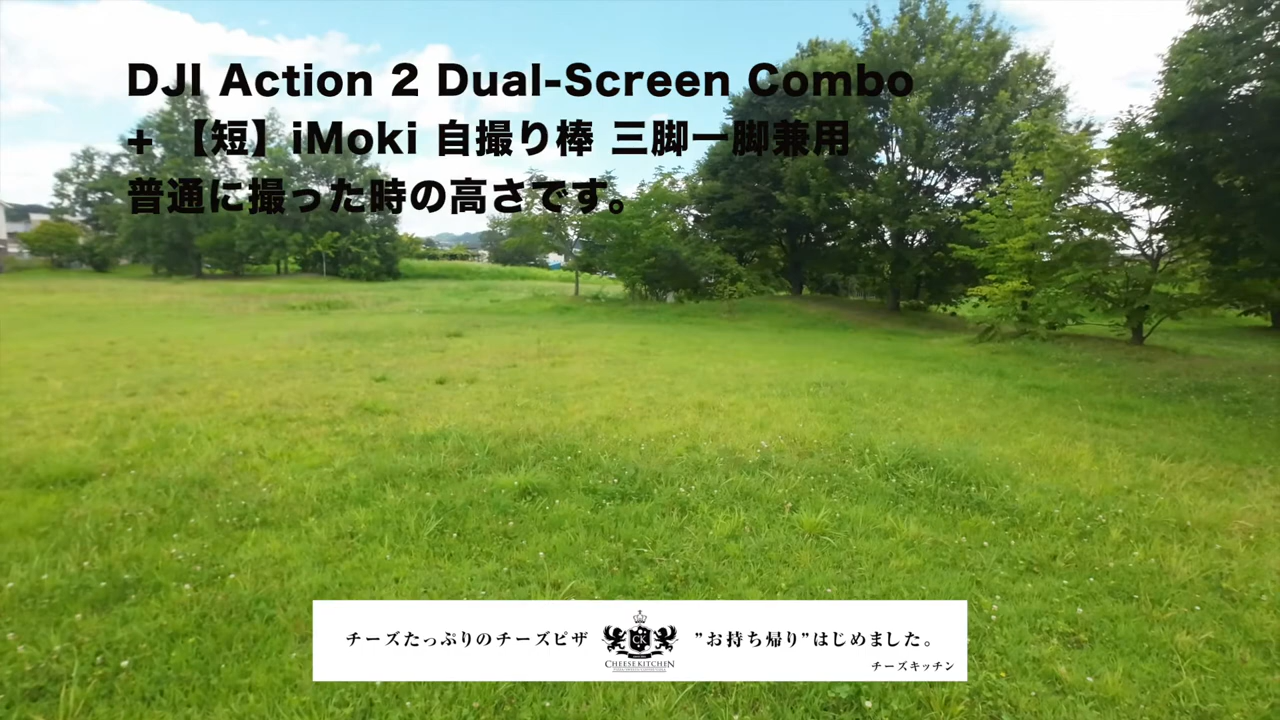 DJI Action 2 Dual-Screen Combo
+ 【短】iMoki 自撮り棒 三脚一脚兼用
普通に撮った時の高さです。
チーズたっぷりのチーズピザ
CK
CHEESE KITCHEN
”お持ち帰り”はじめました。
チーズキッチン